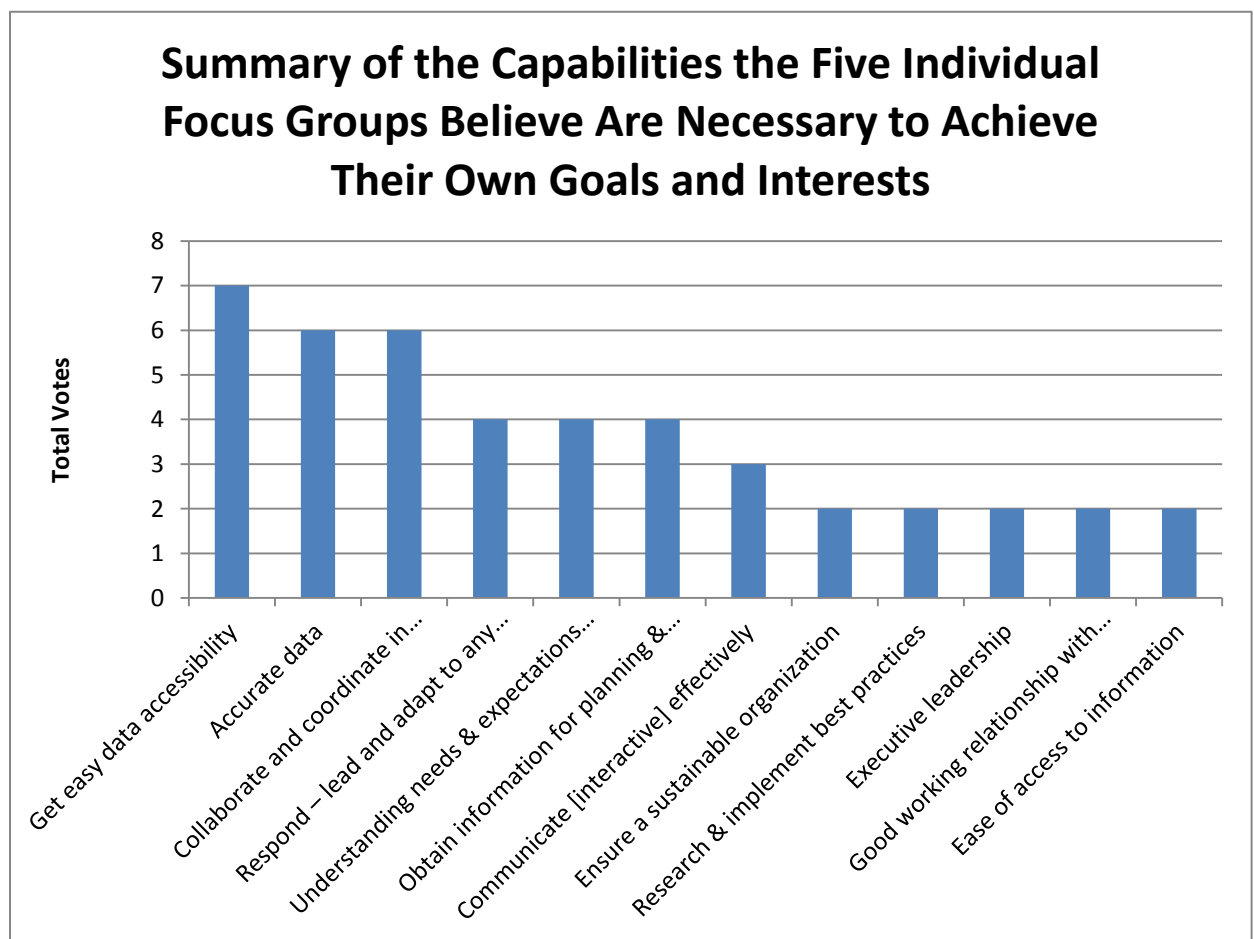 Summary of the Capabilities the Five Individual
Focus Groups Believe Are Necessary to Achieve
Their Own Goals and Interests
Total Votes
8
7
6
5
4
3
2
1
0
Get easy data accessibility
Accurate data
Collaborate and coordinate in...
Respond – lead and adapt to any...
Understanding needs & expectations...
Obtain information for planning &...
Communicate [interactive] effectively
Ensure a sustainable organization
Research & implement best practices
Executive leadership
Good working relationship with...
Ease of access to information